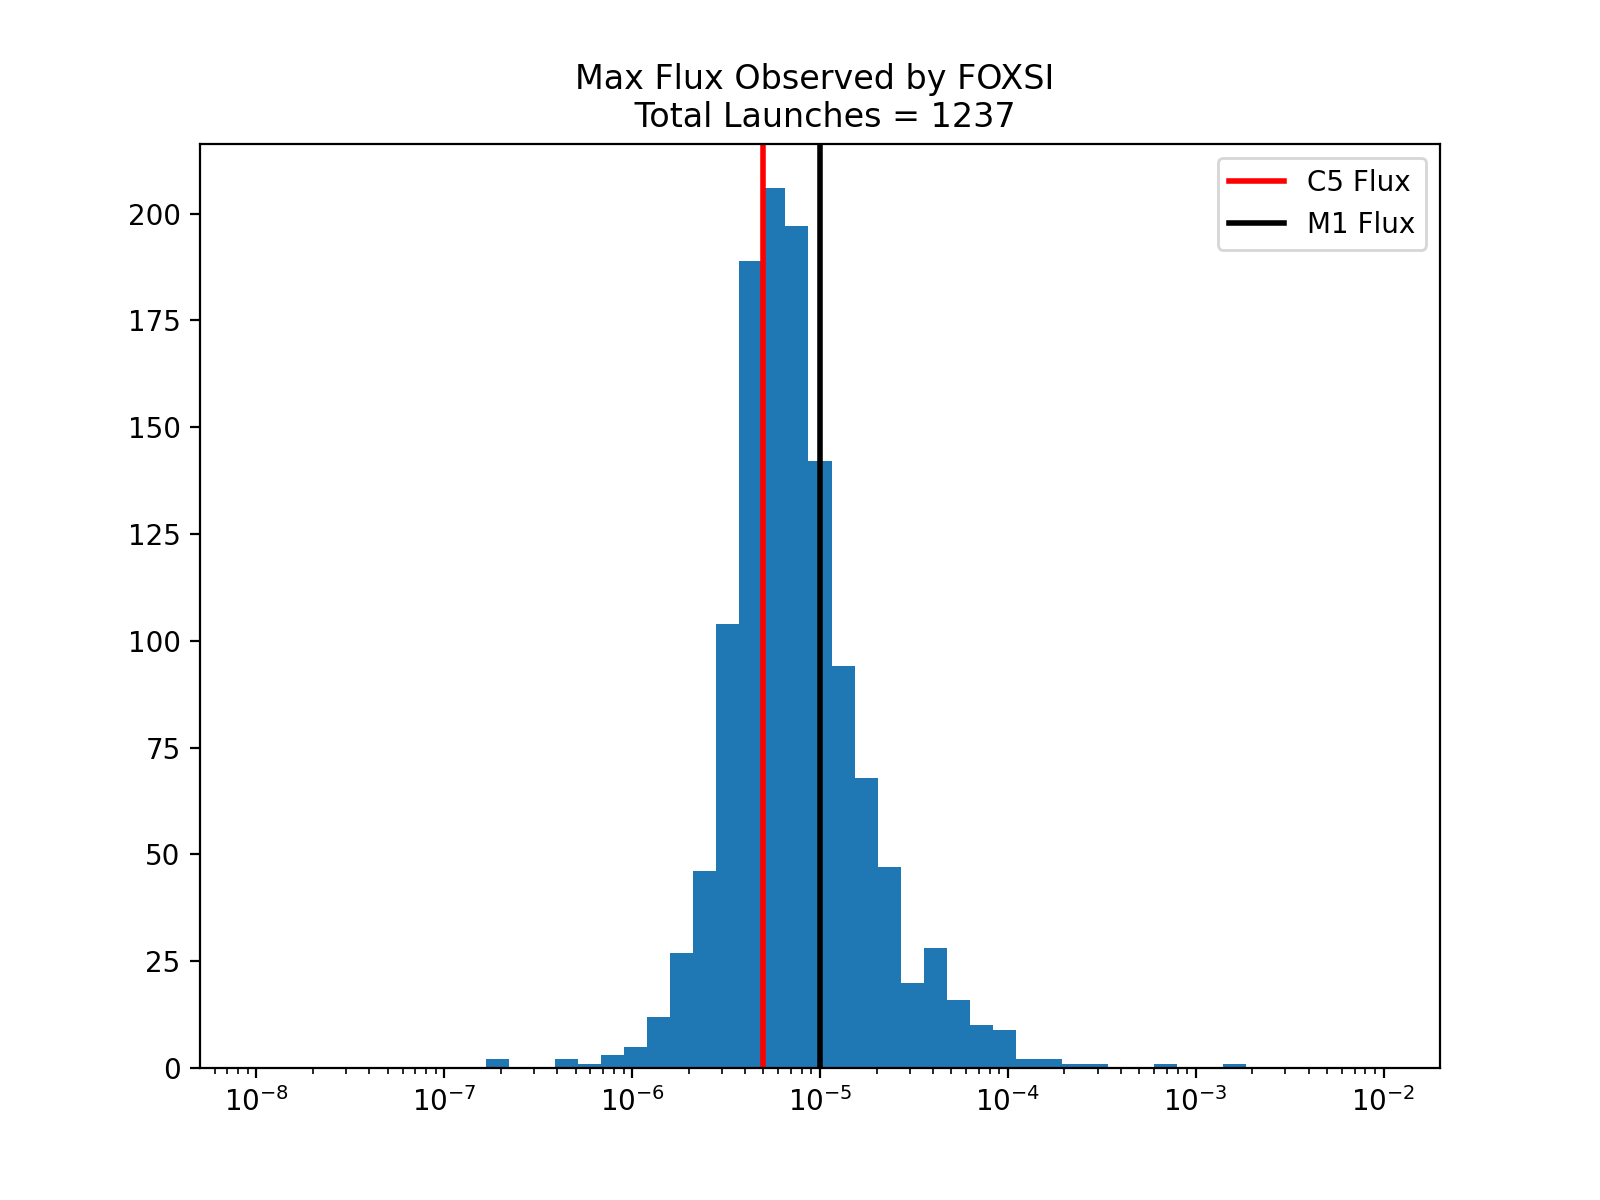 Max Flux Observed by FOXSI
Total Launches = 1237
C5 Flux
M1 Flux
200
175
150
125
100
75
50
25
0
10⁻⁸ 10⁻⁷ 10⁻⁶ 10⁻⁵ 10⁻⁴ 10⁻³ 10⁻²